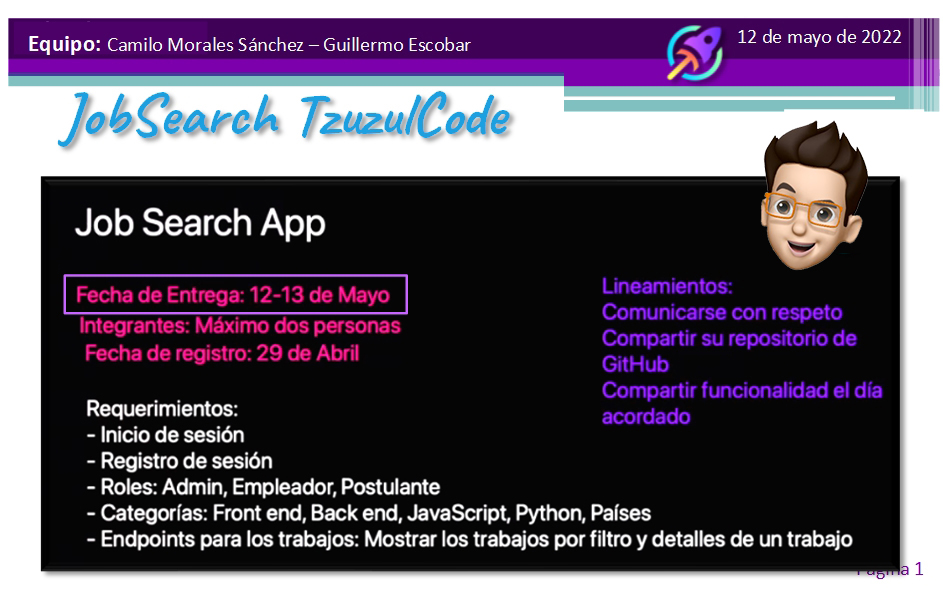 Equipo: Camilo Morales Sánchez – Guillermo Escobar
12 de mayo de 2022
JobSearch TzuzulCode
Job Search App
Fecha de Entrega: 12-13 de Mayo
Integrantes: Máximo dos personas
Fecha de registro: 29 de Abril
Lineamientos:
Comunicarse con respeto
Compartir su repositorio de
GitHub
Compartir funcionalidad el día
acordado
Requerimientos:
- Inicio de sesión
- Registro de sesión
- Roles: Admin, Empleador, Postulante
- Categorías: Front end, Back end, JavaScript, Python, Países
- Endpoints para los trabajos: Mostrar los trabajos por filtro y detalles de un trabajo
Página 1